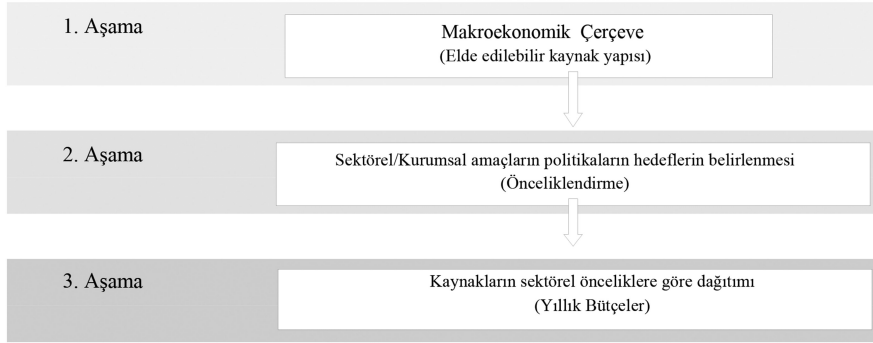 1. Aşama
Makroekonomik Çerçeve
(Elde edilebilir kaynak yapısı)
2. Aşama
Sektörel/Kurumsal amaçların politikaların hedeflerin belirlenmesi
(Önceliklendirme)
3. Aşama
Kaynakların sektörel önceliklere göre dağıtımı
(Yıllık Bütçeler)